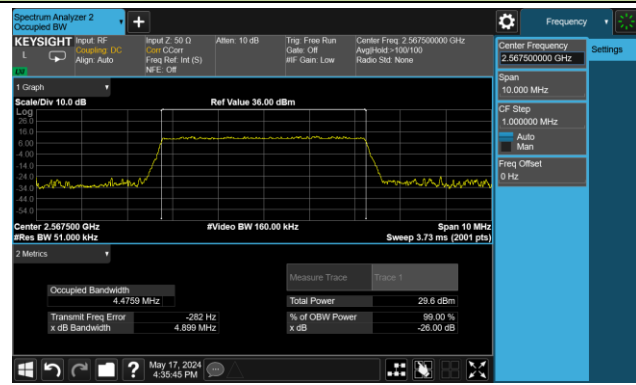 Spectrum Analyzer 2
Occupied BW
Frequency
KEYSIGHT
L
Input: RF
Coupling: DC
Align: Auto
Input Z: 50 Ω
Corr CCorr
Freq Ref: Int (S)
NFE: Off
Atten: 10 dB
Trig: Free Run
Gate: Off
#IF Gain: Low
Center Freq: 2.567500000 GHz
Avg|Hold:>100/100
Radio Std: None
Center Frequency
2.567500000 GHz
Settings
Span
10.000 MHz
CF Step
1.000000 MHz
Auto
Man
Freq Offset
0 Hz
1 Graph
Scale/Div 10.0 dB
Ref Value 36.00 dBm
Log
26.0
16.0
6.00
-4.00
-14.0
-24.0
-34.0
-44.0
-54.0
Center 2.567500 GHz
#Video BW 160.00 kHz
Span 10 MHz
#Res BW 51.000 kHz
Sweep 3.73 ms (2001 pts)
2 Metrics
Measure Trace
Trace 1
Occupied Bandwidth
4.4759 MHz
Total Power
29.6 dBm
Transmit Freq Error
-282 Hz
% of OBW Power
99.00 %
x dB Bandwidth
4.899 MHz
x dB
-26.00 dB
May 17, 2024
4:35:45 PM